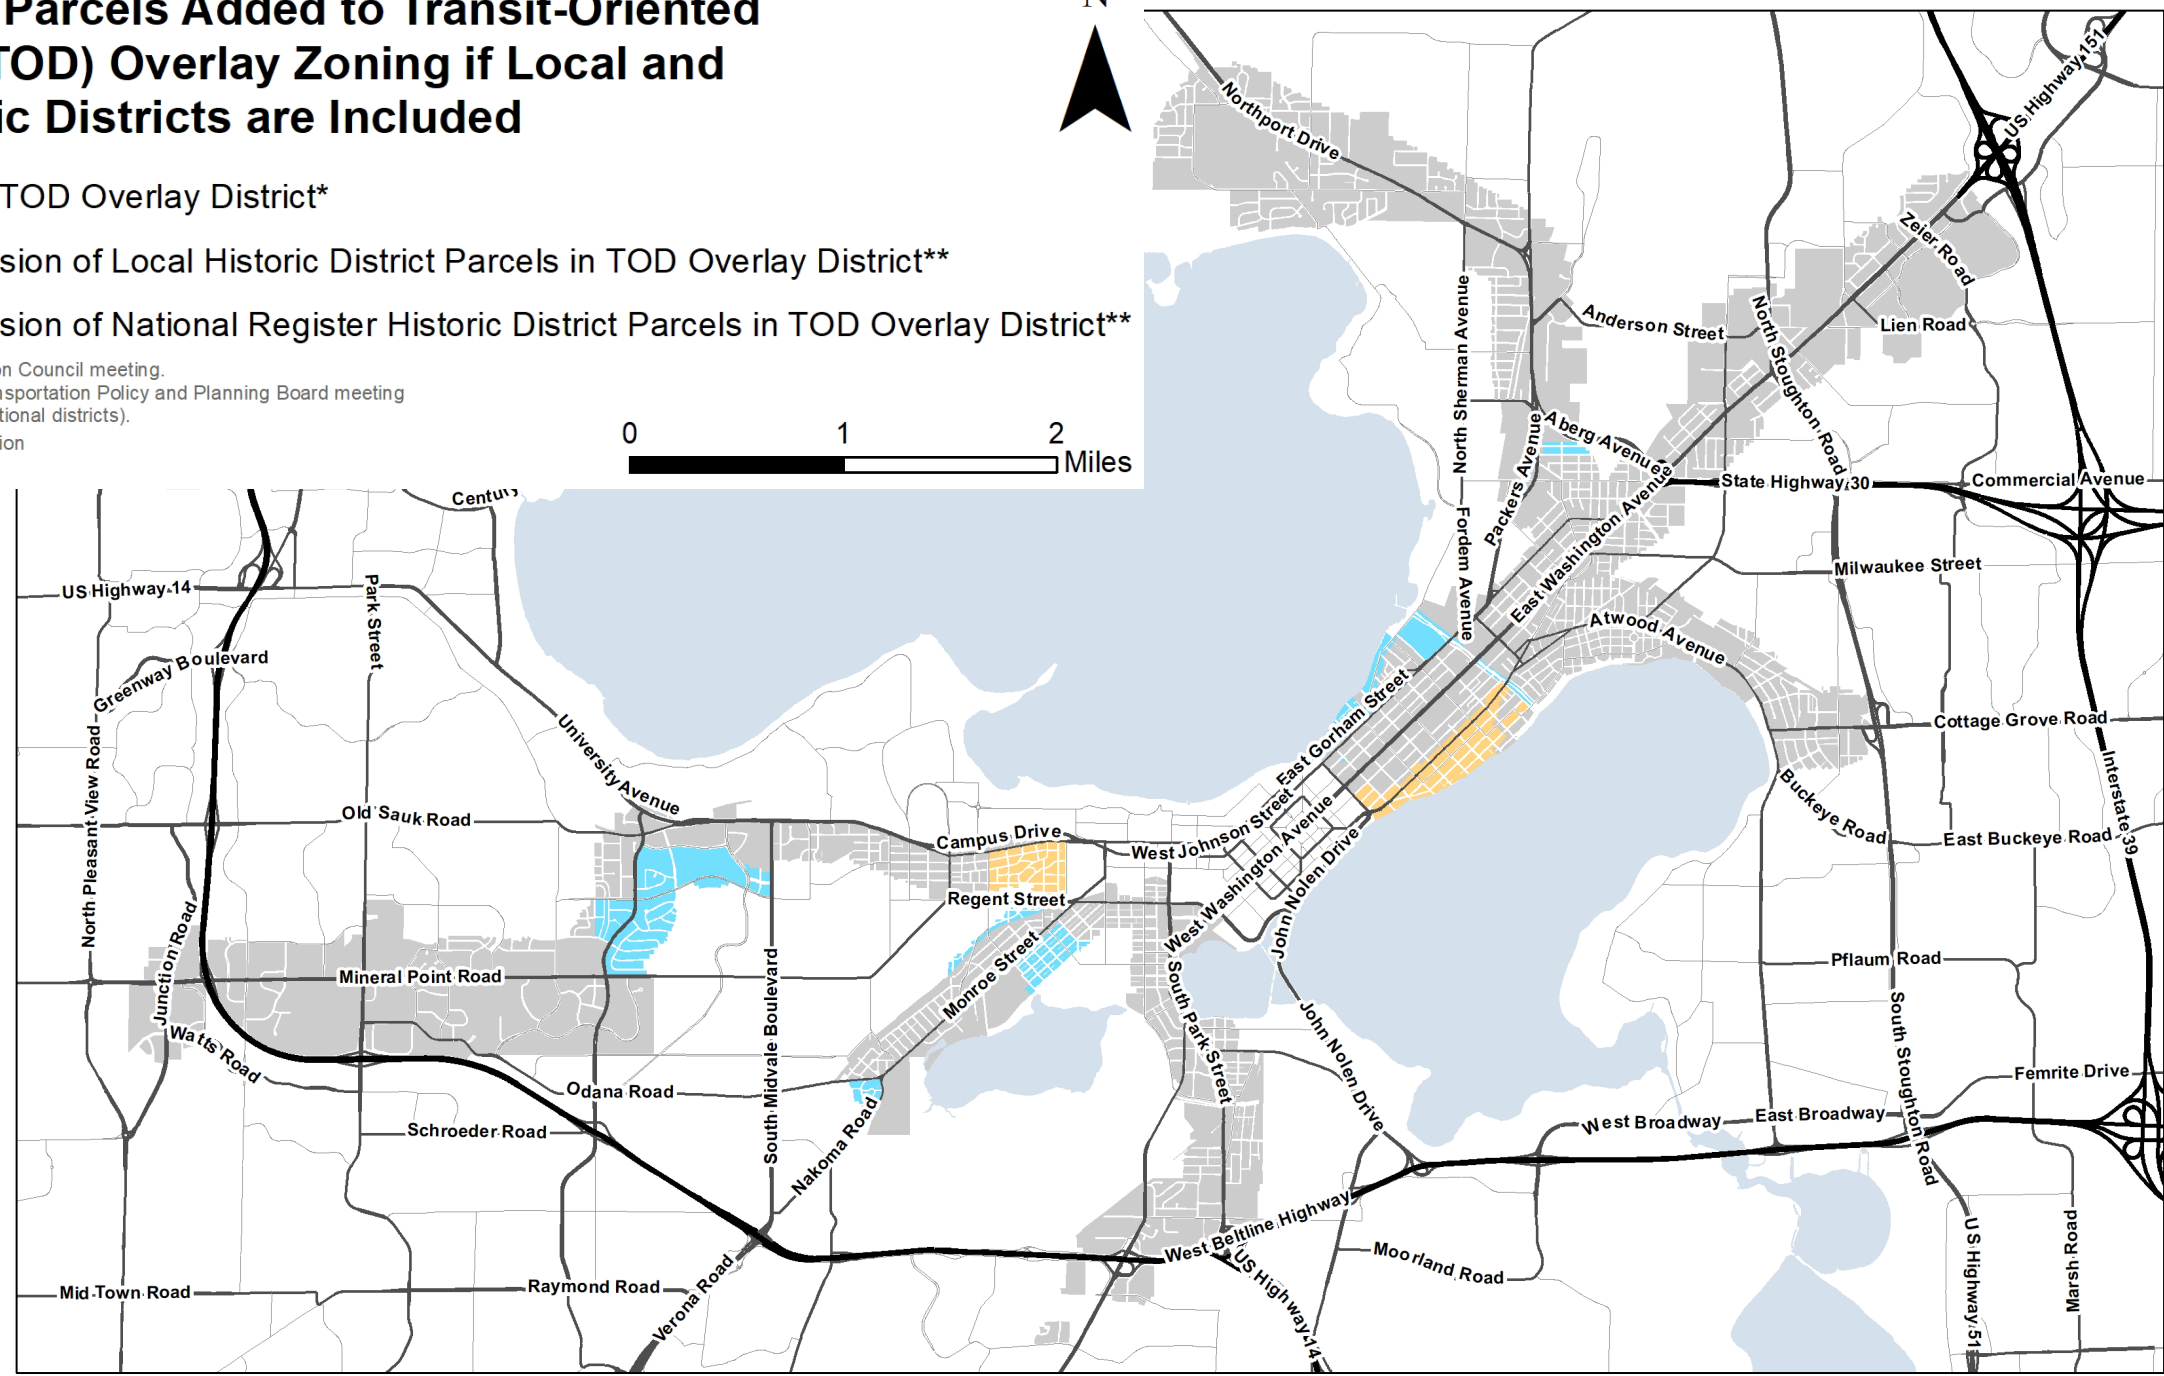 Parcels Added to Transit-Oriented
TOD) Overlay Zoning if Local and
ic Districts are Included
N
TOD Overlay District*
sion of Local Historic District Parcels in TOD Overlay District**
sion of National Register Historic District Parcels in TOD Overlay District**
on Council meeting.
nsportation Policy and Planning Board meeting
tional districts).
ion
0 1 2
Miles
Northport Drive
US Highway 151
Zeier Road
North Sherman Avenue
Anderson Street
North Stoughton Road
Lien Road
Aberg Avenue
Packers Avenue
State Highway 30
Commercial Avenue
Century
Fordem Avenue
East Washington Avenue
Milwaukee Street
US Highway 14
Park Street
Atwood Avenue
Greenway Boulevard
North Pleasant View Road
University Avenue
East Gorham Street
Cottage Grove Road
Interstate 39
Buckeye Road
East Buckeye Road
Old Sauk Road
Campus Drive
West Johnson Street
West Washington Avenue
John Nolen Drive
Regent Street
Junction Road
Mineral Point Road
Monroe Street
South Midvale Boulevard
South Park Street
Pflaum Road
South Stoughton Road
Watts Road
John Nolen Drive
Odana Road
Femrite Drive
Schroeder Road
Nakoma Road
West Broadway
East Broadway
West Beltline Highway
US Highway 14
Moorland Road
Mid Town Road
Raymond Road
Verona Road
US Highway 51
Marsh Road